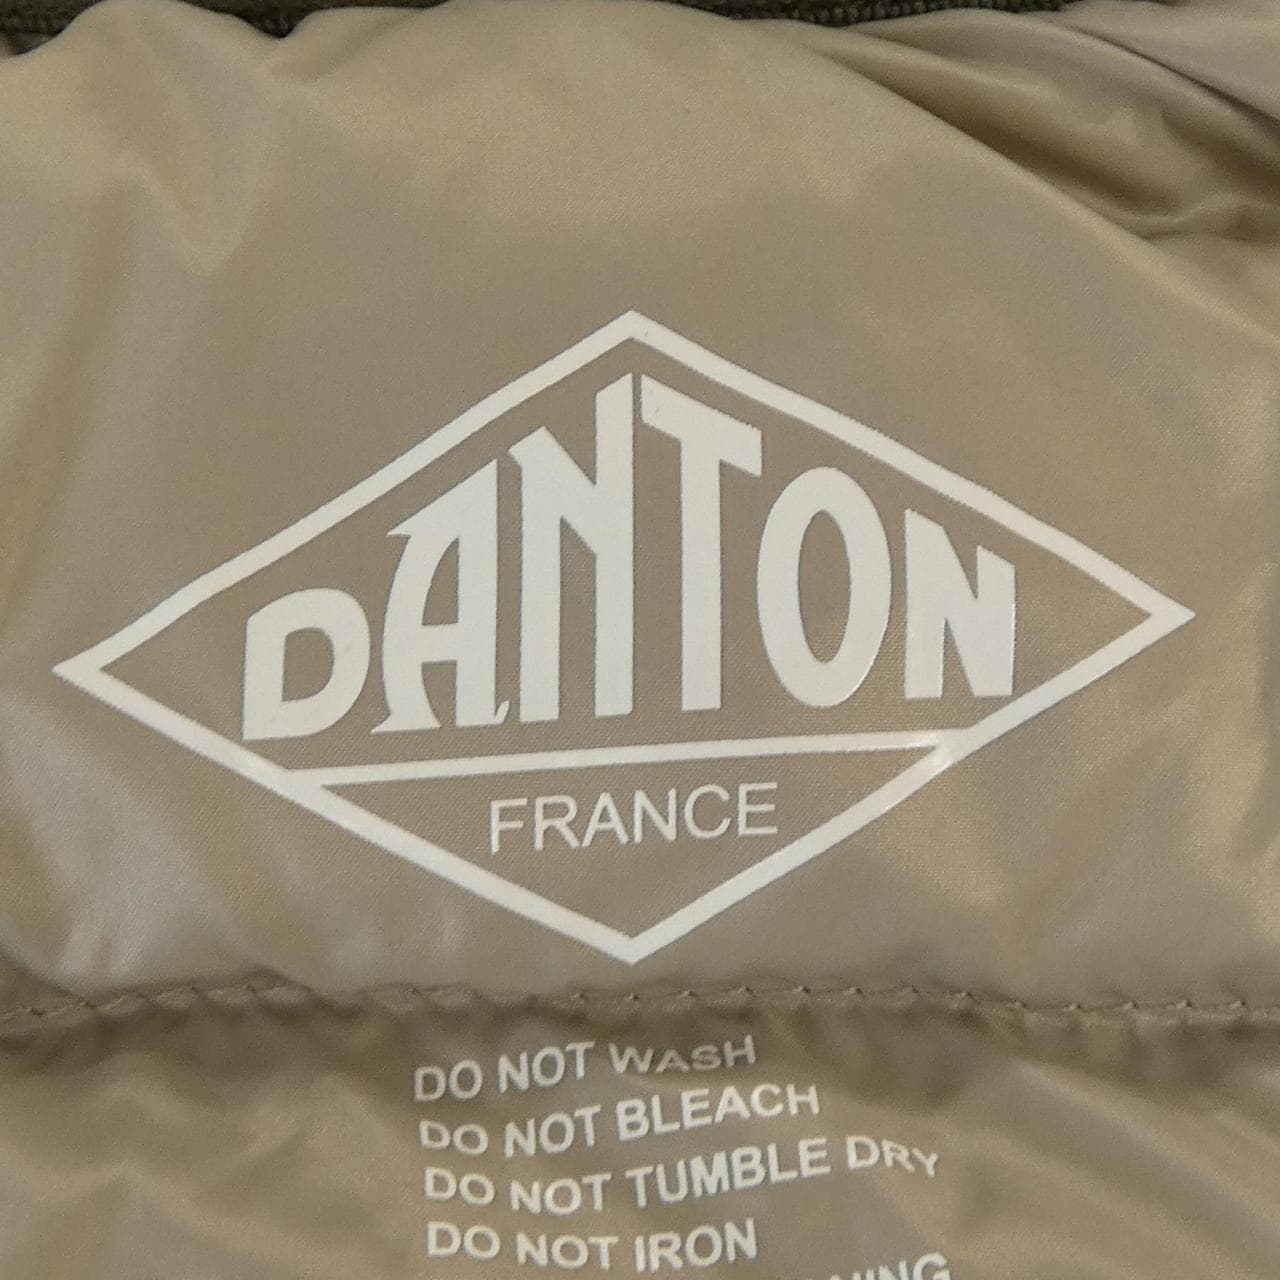 DANTON
FRANCE
DO NOT WASH
DO NOT BLEACH
DO NOT TUMBLE DRY
DO NOT IRON